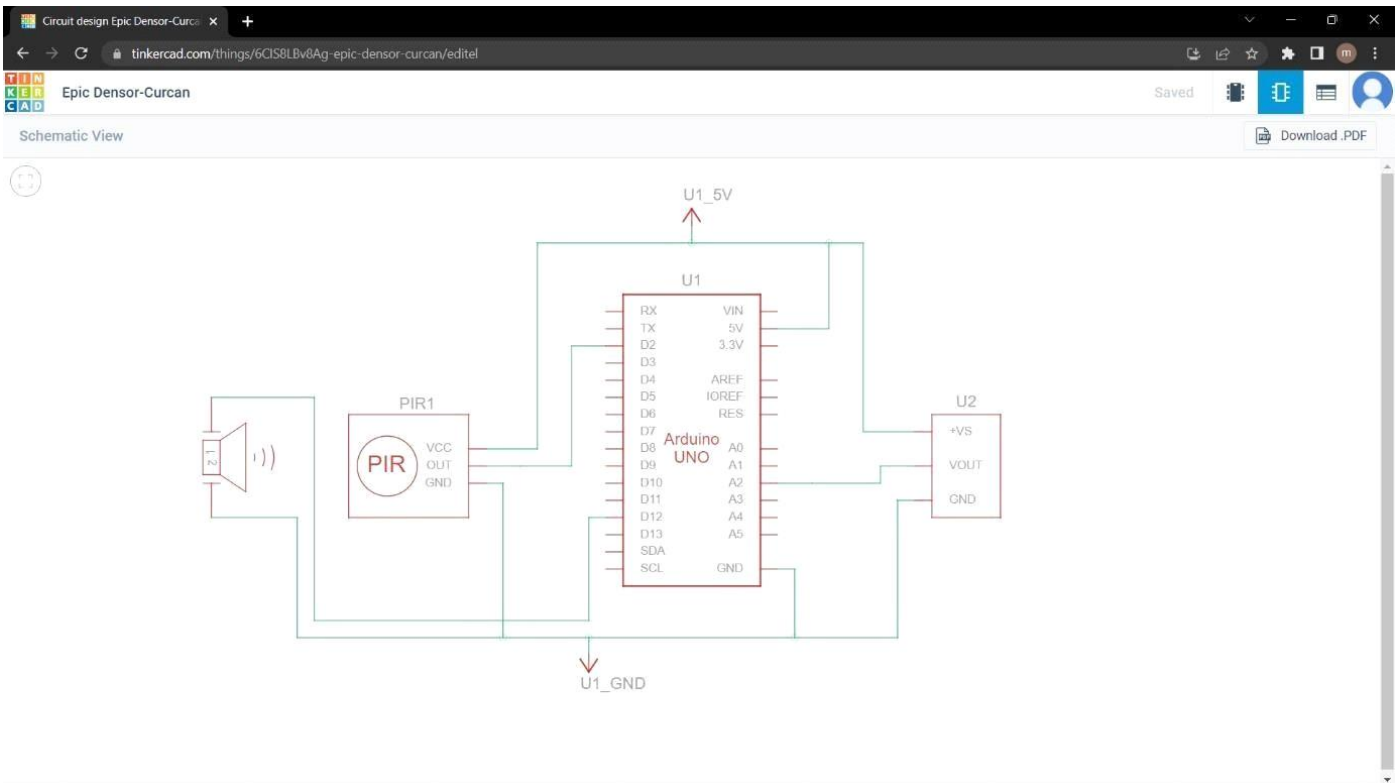 Circuit design Epic Densor-Curca
tinkercad.com/things/6ClS8LBv8Ag-epic-densor-curcan/editel
m
TIN
KER
CAD
Epic Densor-Curcan
Saved
Schematic View
Download .PDF
U1_5V
U1
RX VIN
TX 5V
D2 3.3V
D3
D4 AREF
D5 IOREF
D6 RES
D7
Arduino
D8 A0
UNO
D9 A1
D10 A2
D11 A3
D12 A4
D13 A5
SDA
SCL GND
1 2
PIR1
PIR
VCC
OUT
GND
U2
+VS
VOUT
GND
U1_GND